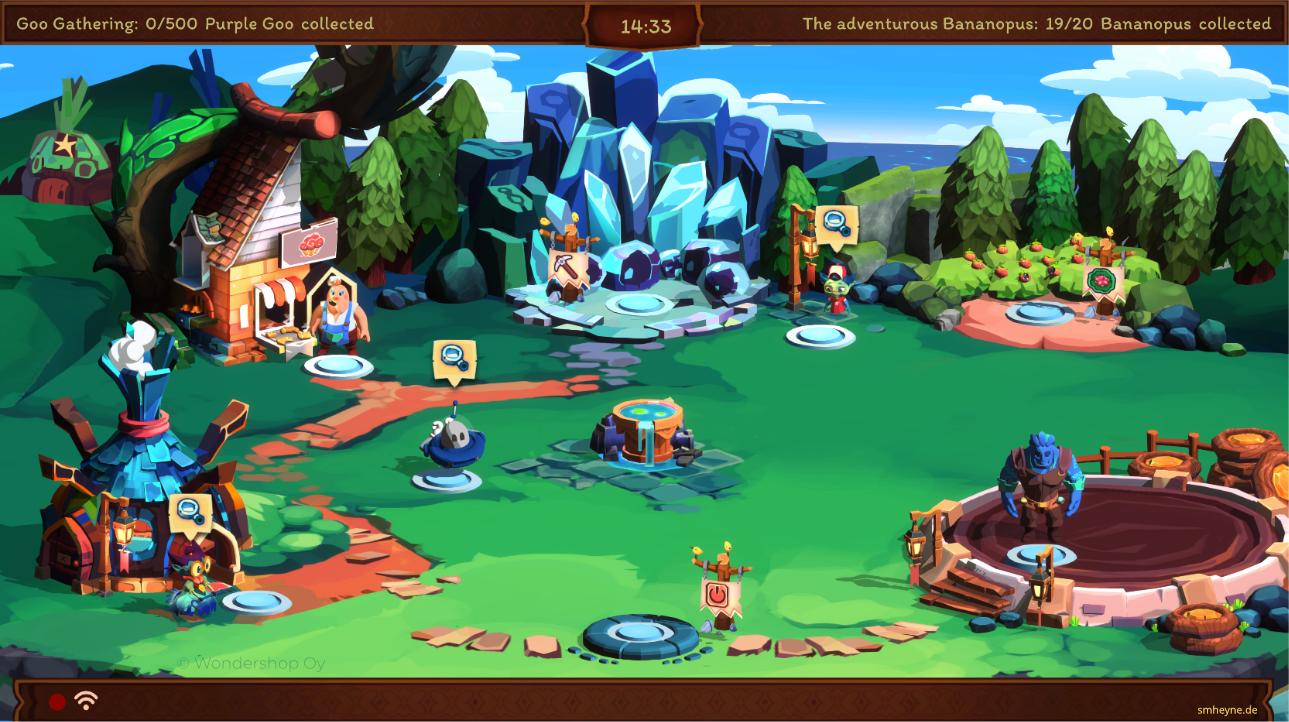 Goo Gathering: 0/500 Purple Goo collected
14:33
The adventurous Bananopus: 19/20 Bananopus collected
© Wondershop Oy
smheyne.de